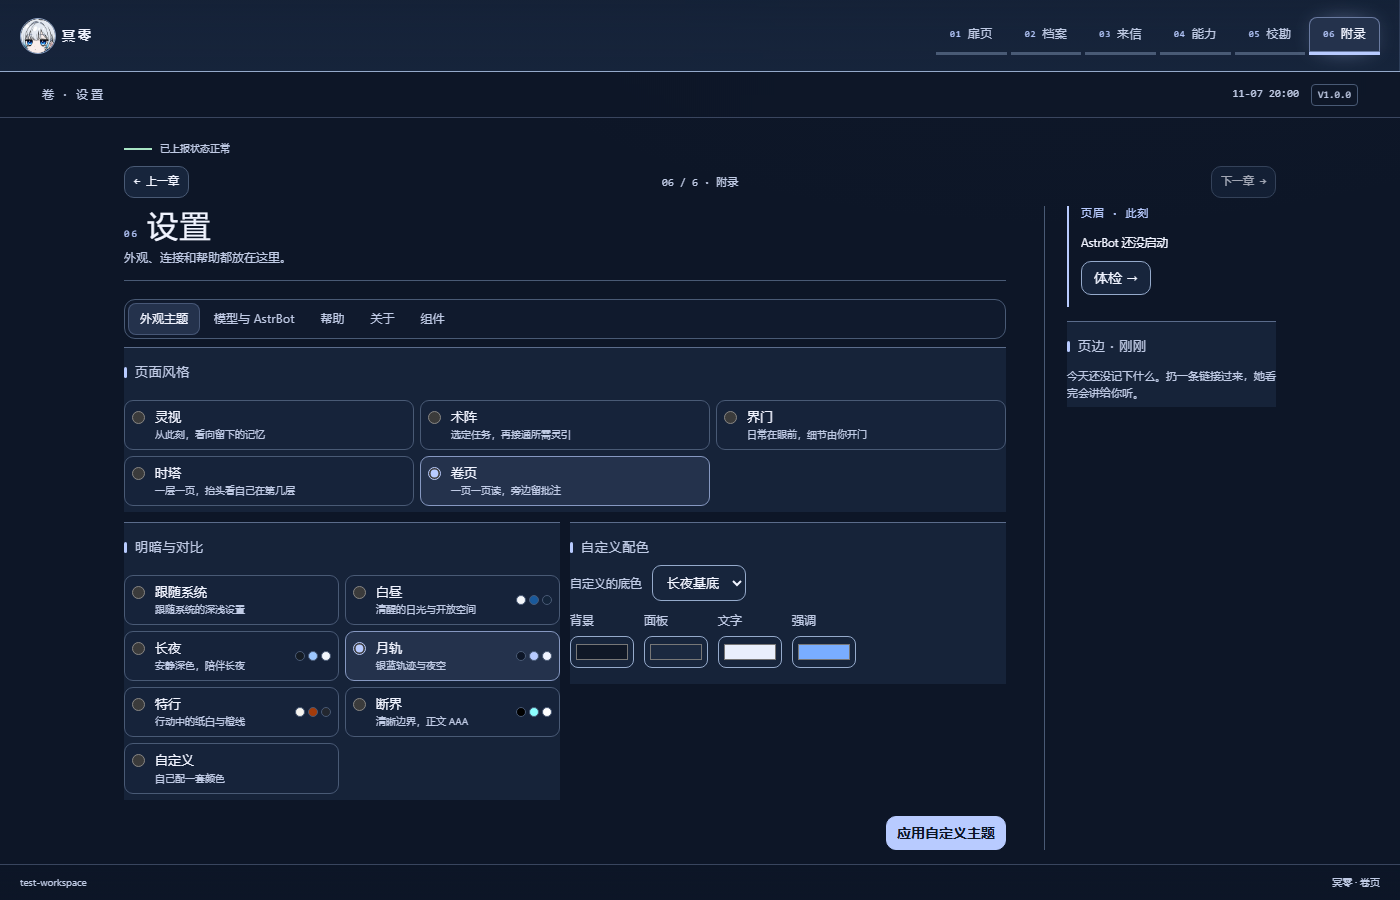 冥零
01 扉页
02 档案
03 来信
04 能力
05 校勘
06 附录
卷 · 设置
11-07 20:00
V1.0.0
已上报状态正常
← 上一章
06 / 6 · 附录
下一章 →
06 设置
外观、连接和帮助都放在这里。
外观主题
模型与 AstrBot
帮助
关于
组件
页面风格
灵视
从此刻，看向留下的记忆
术阵
选定任务，再接通所需灵引
界门
日常在眼前，细节由你开门
时塔
一层一页，抬头看自己在第几层
卷页
一页一页读，旁边留批注
明暗与对比
跟随系统
跟随系统的深浅设置
白昼
清醒的日光与开放空间
长夜
安静深色，陪伴长夜
月轨
银蓝轨迹与夜空
特行
行动中的纸白与橙线
断界
清晰边界，正文 AAA
自定义
自己配一套颜色
自定义配色
自定义的底色
长夜基底
背景
面板
文字
强调
应用自定义主题
页眉 · 此刻
AstrBot 还没启动
体检 →
页边 · 刚刚
今天还没记下什么。扔一条链接过来，她看
完会讲给你听。
test-workspace
冥零 · 卷页